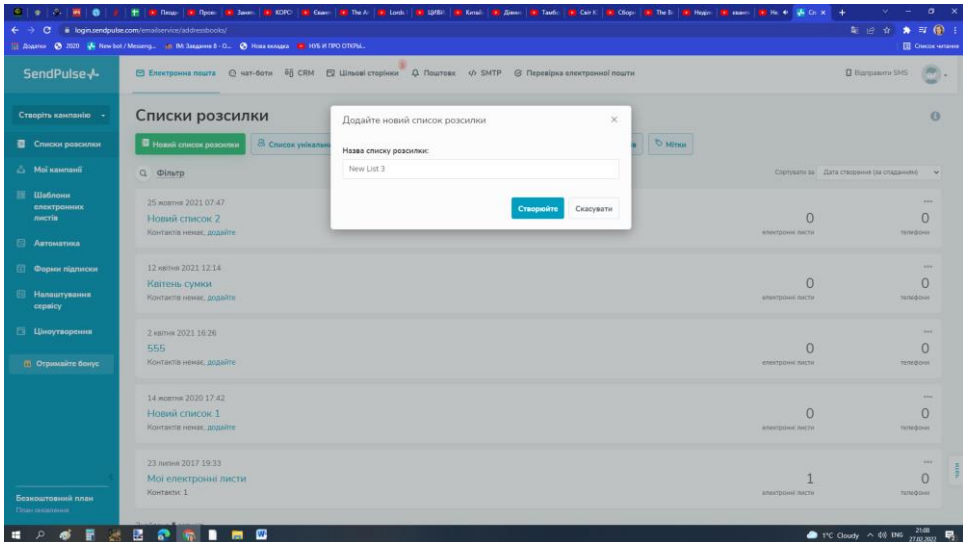 login.sendpulse.com/emailservice/addressbooks/
Додатки
2020
Список читання
SendPulse
Електронна пошта
чат-боти
CRM
Цільові сторінки
Поштовх
SMTP
Перевірка електронної пошти
Відправити SMS
Створіть кампанію
Списки розсилки
Мої кампанії
Шаблони
електронних
листів
Автоматика
Форми підписки
Налаштування
сервісу
Ціноутворення
Отримайте бонус
Безкоштовний план
Списки розсилки
Новий список розсилки
Мітки
Фільтр
Сортувати за
Дата створення (за спаданням)
Додайте новий список розсилки
Назва списку розсилки:
New List 3
Створюйте
Скасувати
25 жовтня 2021 07:47
Новий список 2
Контактів немає, додайте
0
електронні листи
0
телефони
12 квітня 2021 12:14
Квітень сумки
Контактів немає, додайте
0
електронні листи
0
телефони
2 квітня 2021 16:26
555
Контактів немає, додайте
0
електронні листи
0
телефони
14 жовтня 2020 17:42
Новий список 1
Контактів немає, додайте
0
електронні листи
0
телефони
23 липня 2017 19:33
Мої електронні листи
Контакти: 1
1
електронні листи
0
телефони
чати
1°C Cloudy
ENG
21:08
27.02.2022